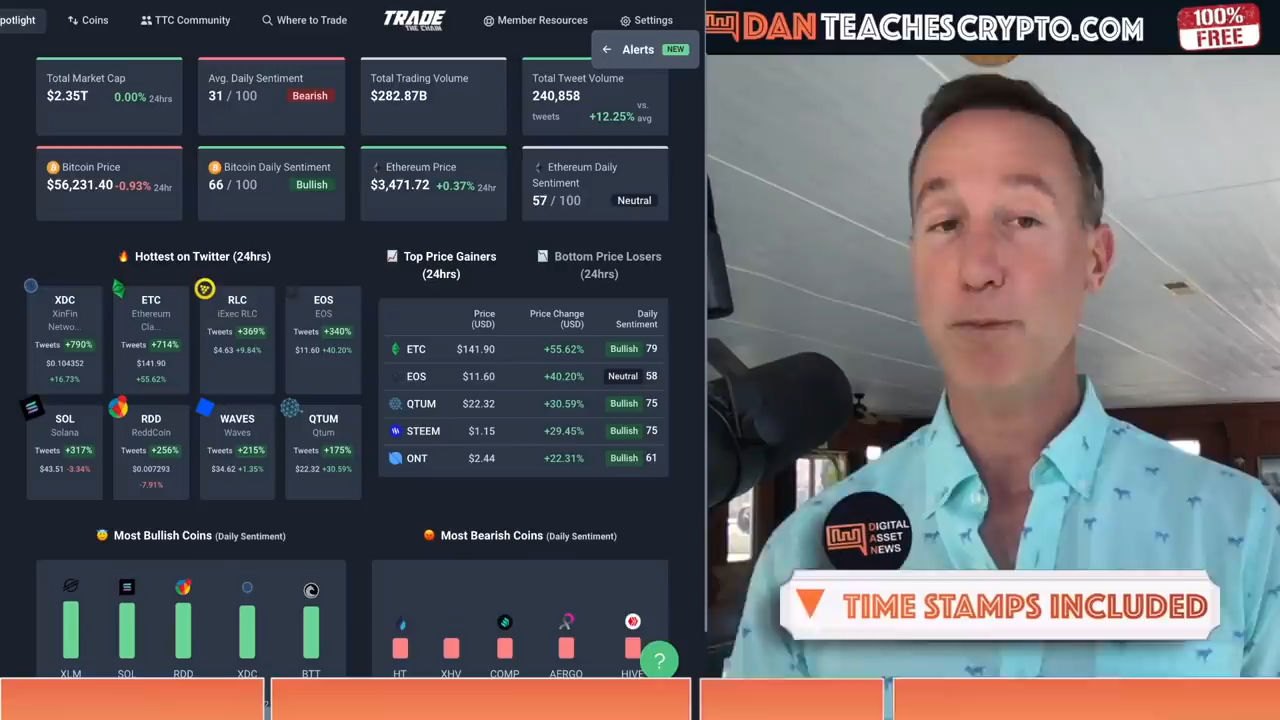 potlight
Coins
TTC Community
Where to Trade
TRADE
THE CHAIN
Member Resources
Settings
Alerts NEW
DANTEACHESCRYPTO.COM
100%
FREE
Total Market Cap
$2.35T 0.00% 24hrs
Avg. Daily Sentiment
31 / 100 Bearish
Total Trading Volume
$282.87B
Total Tweet Volume
240,858
tweets +12.25% vs. avg
Bitcoin Price
$56,231.40 -0.93% 24hr
Bitcoin Daily Sentiment
66 / 100 Bullish
Ethereum Price
$3,471.72 +0.37% 24hr
Ethereum Daily
Sentiment
57 / 100 Neutral
Hottest on Twitter (24hrs)
XDC
XinFin
Netwo...
Tweets +790%
$0.104352
+16.73%
ETC
Ethereum
Cla...
Tweets +714%
$141.90
+55.62%
RLC
iExec RLC
Tweets +369%
$4.63 +9.84%
EOS
EOS
Tweets +340%
$11.60 +40.20%
SOL
Solana
Tweets +317%
$43.51 -3.34%
RDD
ReddCoin
Tweets +256%
$0.007293
-7.91%
WAVES
Waves
Tweets +215%
$34.62 +1.35%
QTUM
Qtum
Tweets +175%
$22.32 +30.59%
Top Price Gainers
(24hrs)
Bottom Price Losers
(24hrs)
Price
(USD)
Price Change
(USD)
Daily
Sentiment
ETC $141.90 +55.62% Bullish 79
EOS $11.60 +40.20% Neutral 58
QTUM $22.32 +30.59% Bullish 75
STEEM $1.15 +29.45% Bullish 75
ONT $2.44 +22.31% Bullish 61
Most Bullish Coins (Daily Sentiment)
XLM SOL RDD XDC BTT
Most Bearish Coins (Daily Sentiment)
HT XHV COMP AERGO HIVE
?
DIGITAL
ASSET
NEWS
TIME STAMPS INCLUDED